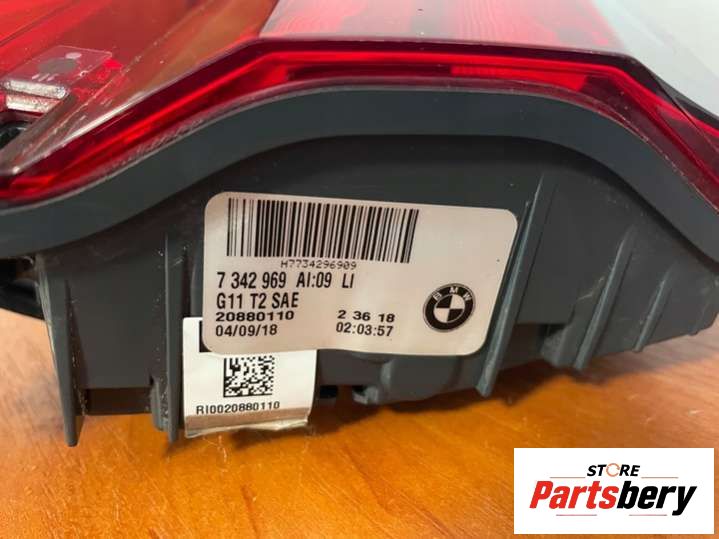 H7734296909
7 342 969 AI:09 LI
G11 T2 SAE
20880110 2 36 18
04/09/18 02:03:57
BMW
RI0020880110
STORE
Partsbery